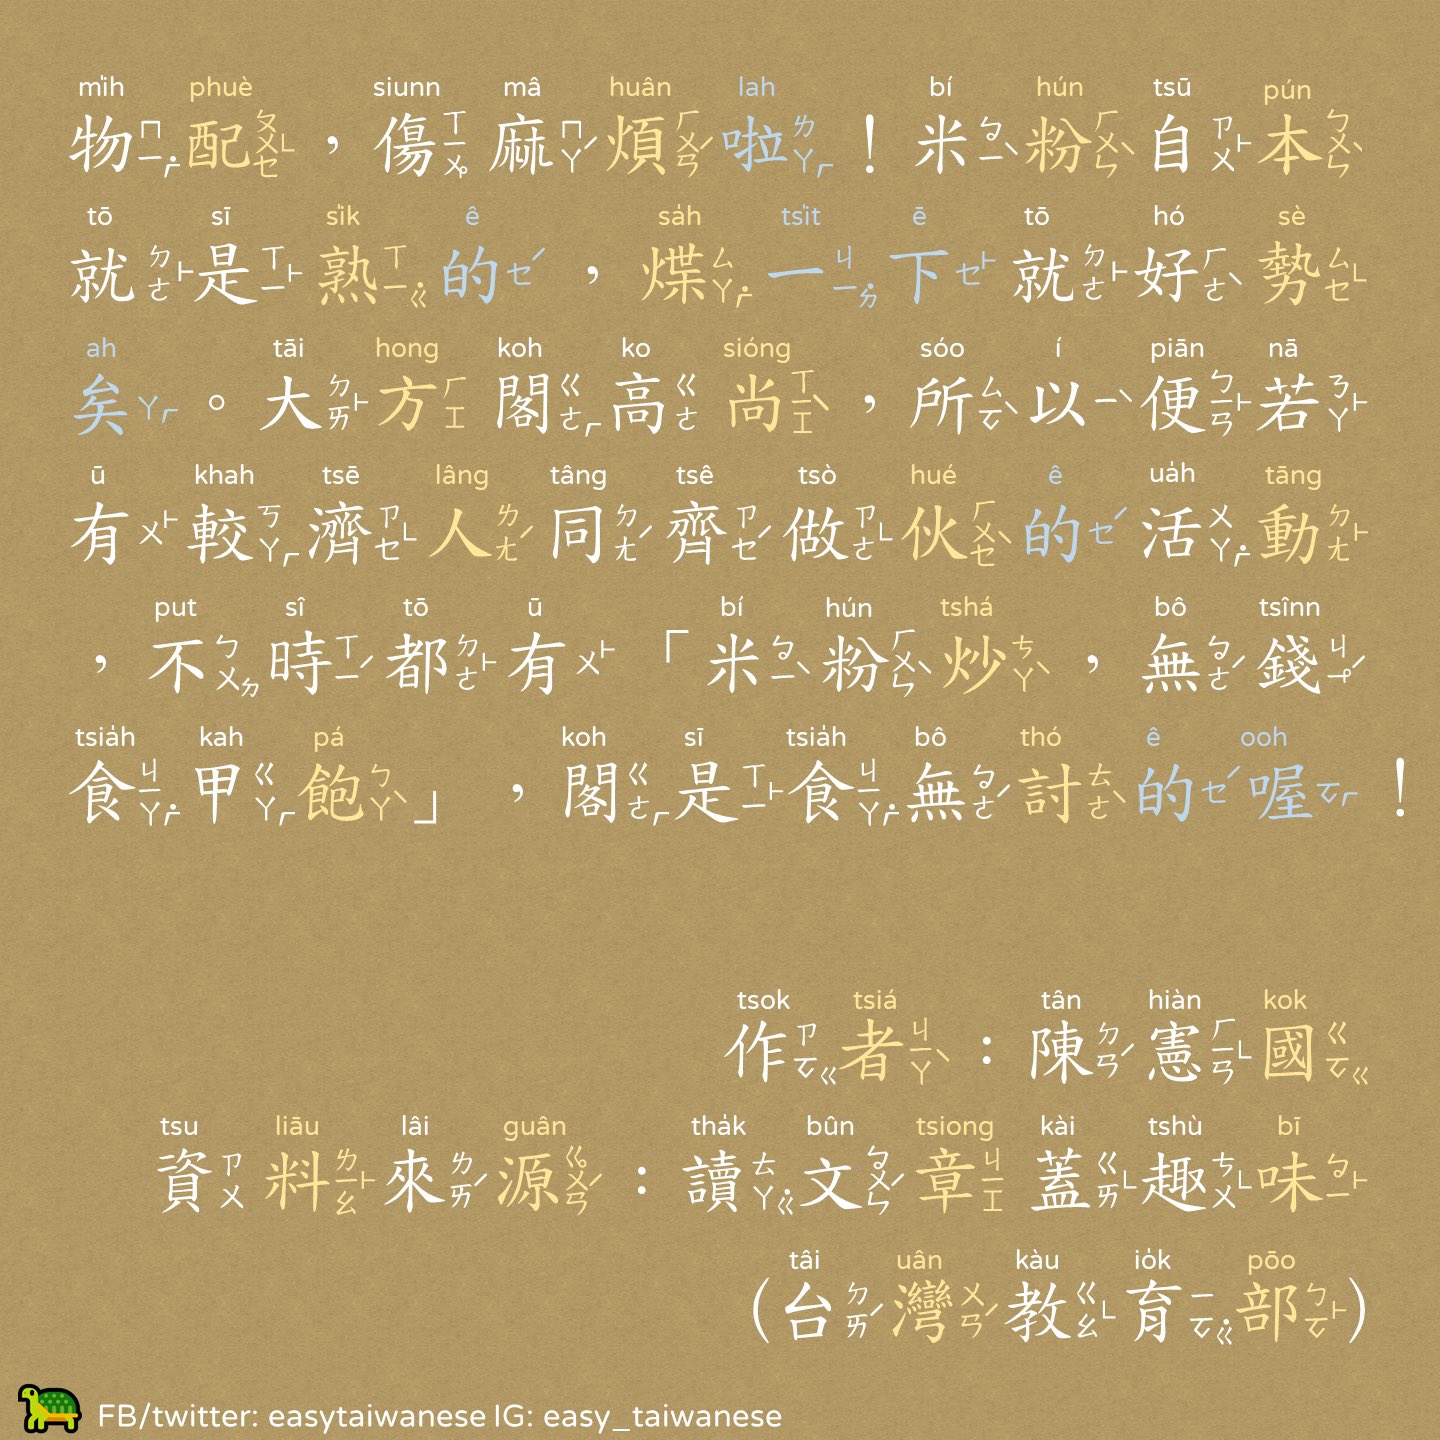 mi̍h phuè siunn mâ huân lah bí hún tsū pún
物配，傷麻煩啦！米粉自本
tō sī si̍k ê sa̍h tsi̍t ē tō hó sè
就是熟的，煠一下就好勢
ah tāi hong koh ko sióng sóo í piān nā
矣。大方閣高尚，所以便若
ū khah tsē lâng tâng tsê tsò hué ê ua̍h tāng
有較濟人同齊做伙的活動
put sî tō ū bí hún tshá bô tsînn
，不時都有「米粉炒，無錢
tsia̍h kah pá koh sī tsia̍h bô thó ê ooh
食甲飽」，閣是食無討的喔！
tsok tsiá tân hiàn kok
作者：陳憲國
tsu liāu lâi guân tha̍k bûn tsiong kài tshù bī
資料來源：讀文章蓋趣味
tâi uân kàu io̍k pōo
(台灣教育部)
FB/twitter: easytaiwanese IG: easy_taiwanese